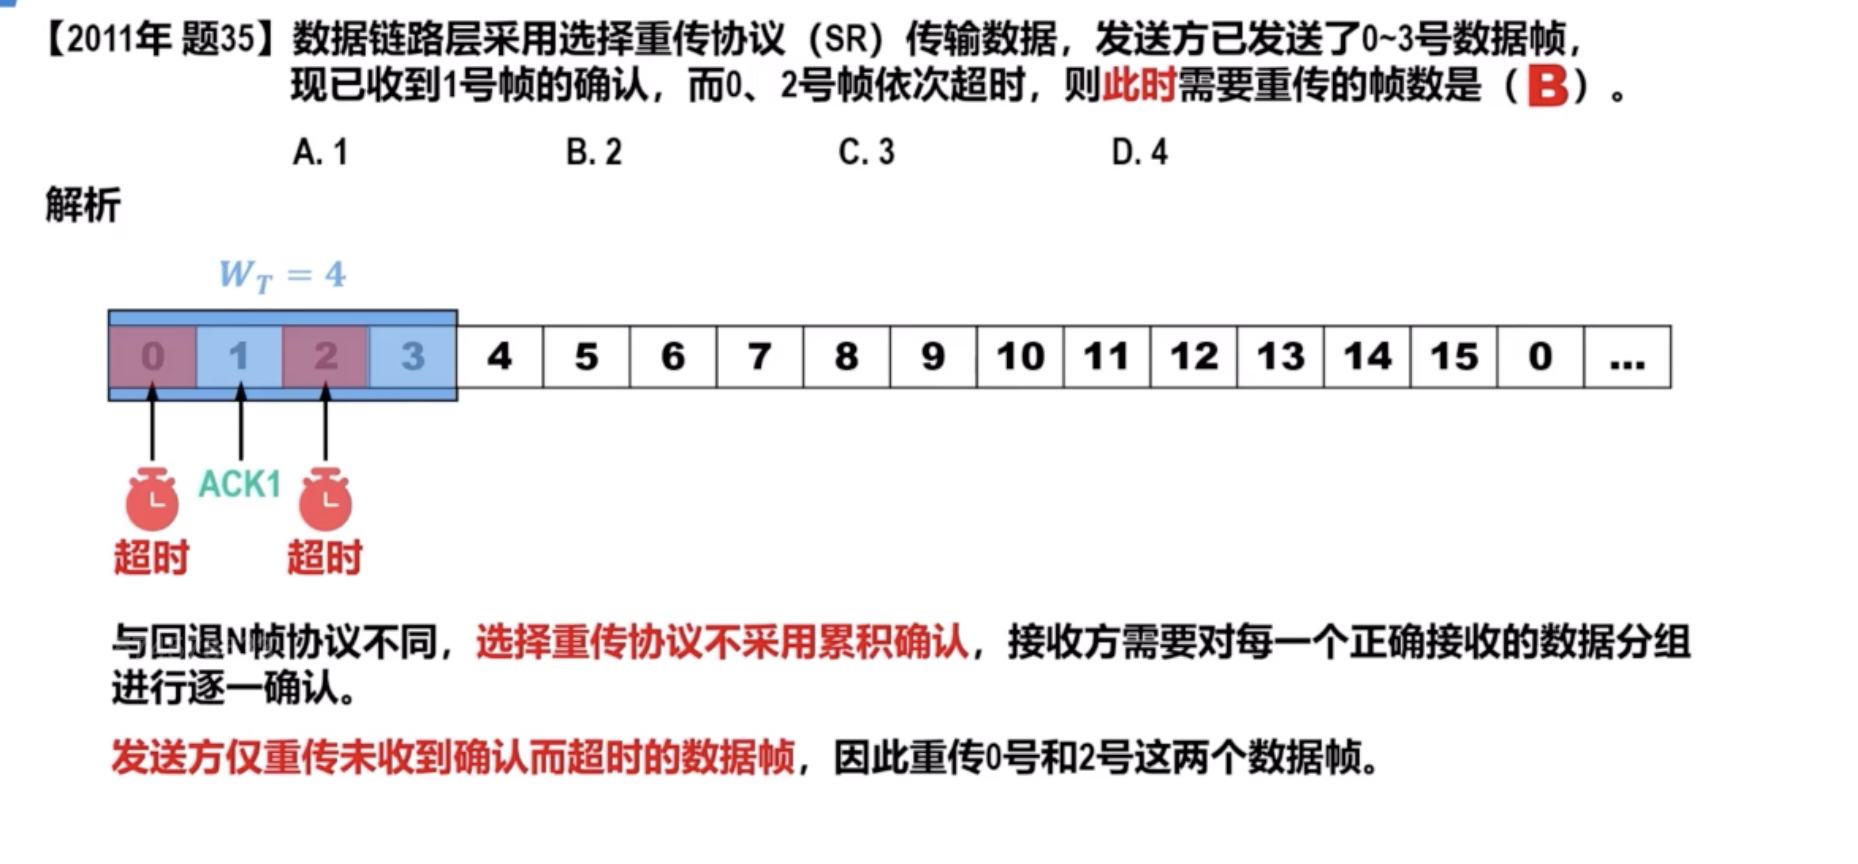 【2011年 题35】数据链路层采用选择重传协议（SR）传输数据，发送方已发送了0~3号数据帧，
现已收到1号帧的确认，而0、2号帧依次超时，则此时需要重传的帧数是（B）。
A. 1 B. 2 C. 3 D. 4
解析
W_T = 4
0 1 2 3 4 5 6 7 8 9 10 11 12 13 14 15 0 ...
ACK1
超时 超时
与回退N帧协议不同，选择重传协议不采用累积确认，接收方需要对每一个正确接收的数据分组
进行逐一确认。
发送方仅重传未收到确认而超时的数据帧，因此重传0号和2号这两个数据帧。